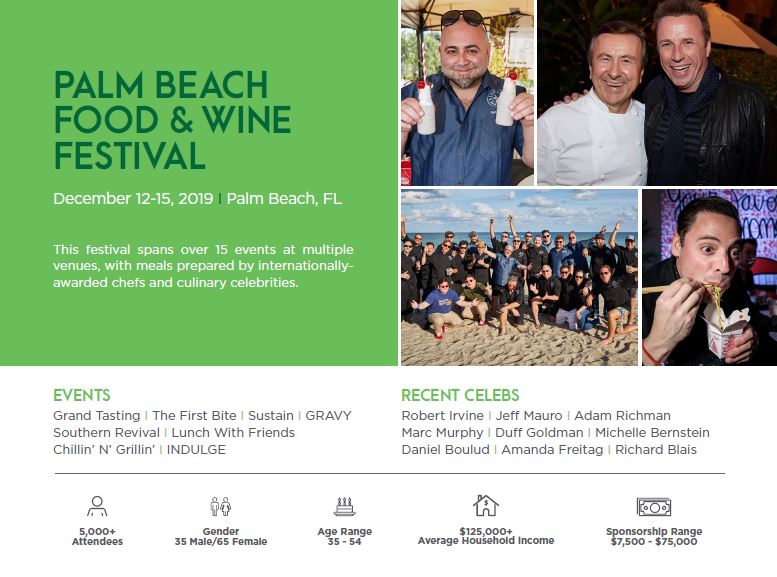 PALM BEACH
FOOD & WINE
FESTIVAL
December 12-15, 2019 | Palm Beach, FL
This festival spans over 15 events at multiple
venues, with meals prepared by internationally-
awarded chefs and culinary celebrities.
EVENTS
Grand Tasting | The First Bite | Sustain | GRAVY
Southern Revival | Lunch With Friends
Chillin' N' Grillin' | INDULGE
RECENT CELEBS
Robert Irvine | Jeff Mauro | Adam Richman
Marc Murphy | Duff Goldman | Michelle Bernstein
Daniel Boulud | Amanda Freitag | Richard Blais
5,000+
Attendees
Gender
35 Male/65 Female
Age Range
35 - 54
$125,000+
Average Household Income
Sponsorship Range
$7,500 - $75,000